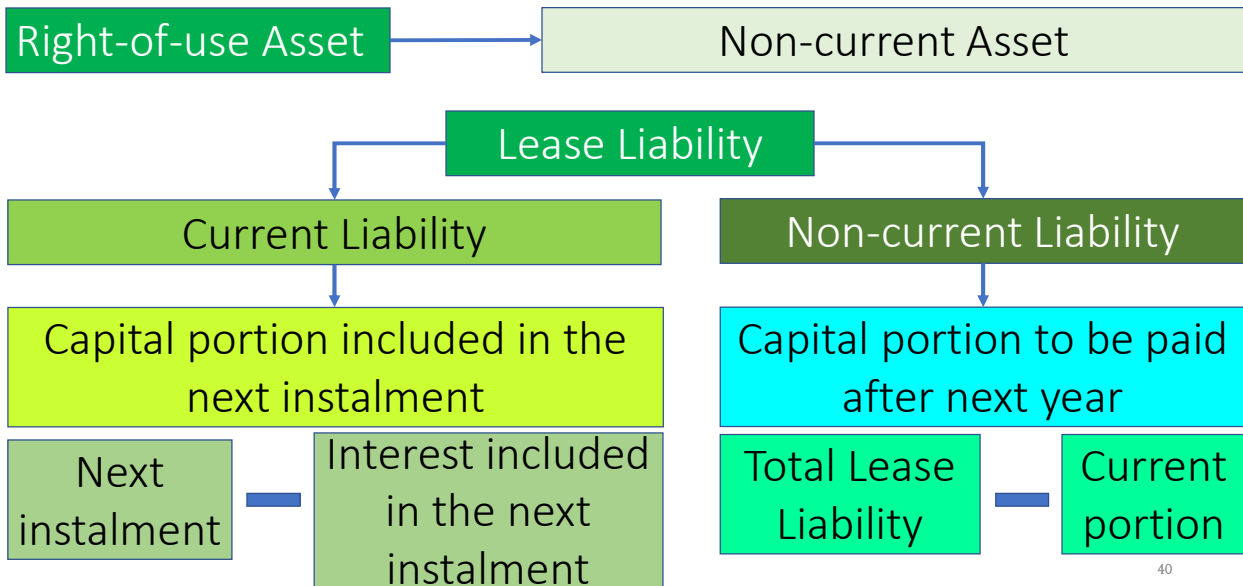 Right-of-use Asset
Non-current Asset
Lease Liability
Current Liability
Non-current Liability
Capital portion included in the
next instalment
Capital portion to be paid
after next year
Next
instalment
Interest included
in the next
instalment
Total Lease
Liability
Current
portion
40